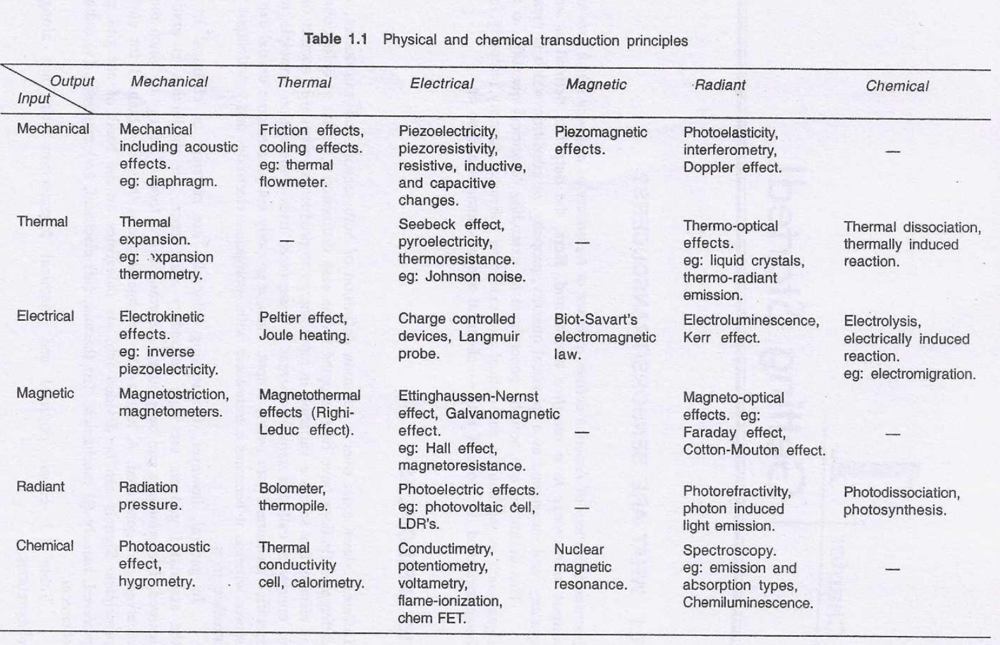 Table 1.1 Physical and chemical transduction principles
Output
Input
Mechanical
Thermal
Electrical
Magnetic
Radiant
Chemical
Mechanical
Mechanical
including acoustic
effects.
eg: diaphragm.
Friction effects,
cooling effects.
eg: thermal
flowmeter.
Piezoelectricity,
piezoresistivity,
resistive, inductive,
and capacitive
changes.
Piezomagnetic
effects.
Photoelasticity,
interferometry,
Doppler effect.
—
Thermal
Thermal
expansion.
eg: expansion
thermometry.
—
Seebeck effect,
pyroelectricity,
thermoresistance.
eg: Johnson noise.
—
Thermo-optical
effects.
eg: liquid crystals,
thermo-radiant
emission.
Thermal dissociation,
thermally induced
reaction.
Electrical
Electrokinetic
effects.
eg: inverse
piezoelectricity.
Peltier effect,
Joule heating.
Charge controlled
devices, Langmuir
probe.
Biot-Savart's
electromagnetic
law.
Electroluminescence,
Kerr effect.
Electrolysis,
electrically induced
reaction.
eg: electromigration.
Magnetic
Magnetostriction,
magnetometers.
Magnetothermal
effects (Righi-
Leduc effect).
Ettinghaussen-Nernst
effect, Galvanomagnetic
effect.
eg: Hall effect,
magnetoresistance.
—
Magneto-optical
effects. eg:
Faraday effect,
Cotton-Mouton effect.
—
Radiant
Radiation
pressure.
Bolometer,
thermopile.
Photoelectric effects.
eg: photovoltaic cell,
LDR's.
—
Photorefractivity,
photon induced
light emission.
Photodissociation,
photosynthesis.
Chemical
Photoacoustic
effect,
hygrometry.
Thermal
conductivity
cell, calorimetry.
Conductimetry,
potentiometry,
voltametry,
flame-ionization,
chem FET.
Nuclear
magnetic
resonance.
Spectroscopy.
eg: emission and
absorption types,
Chemiluminescence.
—